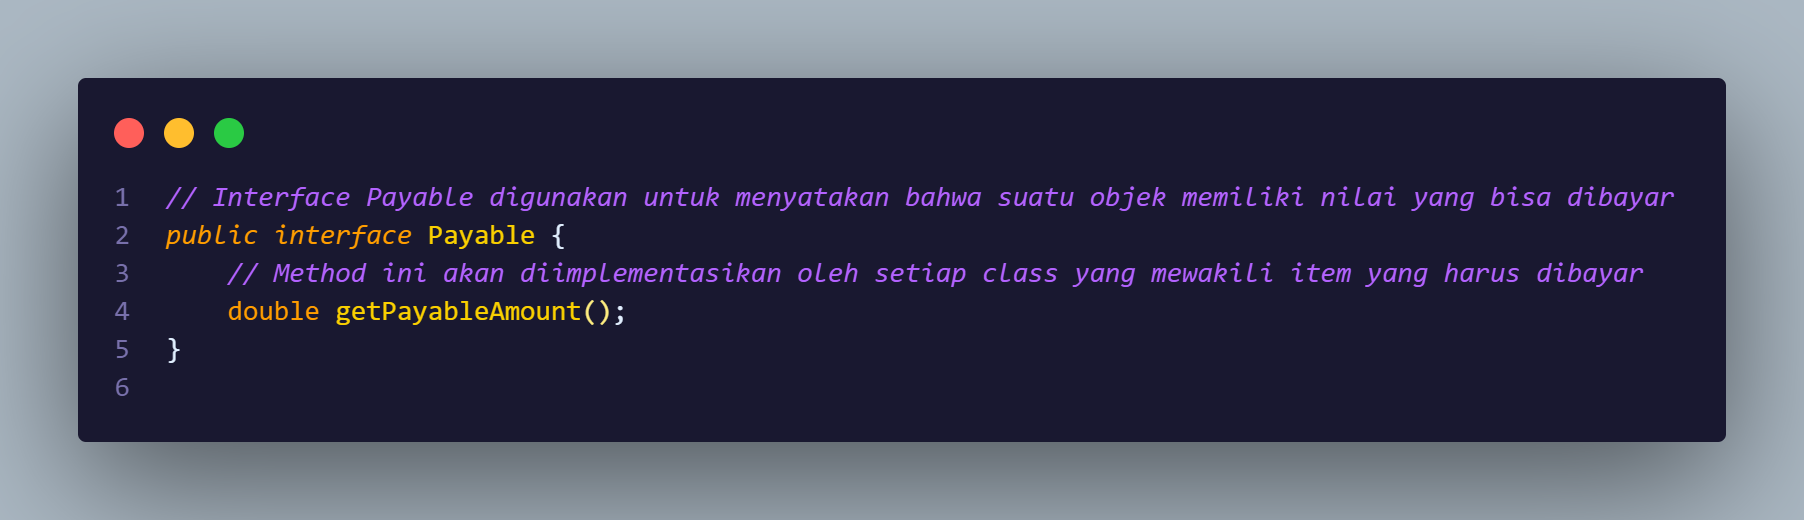 1 // Interface Payable digunakan untuk menyatakan bahwa suatu objek memiliki nilai yang bisa dibayar
2 public interface Payable {
3     // Method ini akan diimplementasikan oleh setiap class yang mewakili item yang harus dibayar
4     double getPayableAmount();
5 }
6